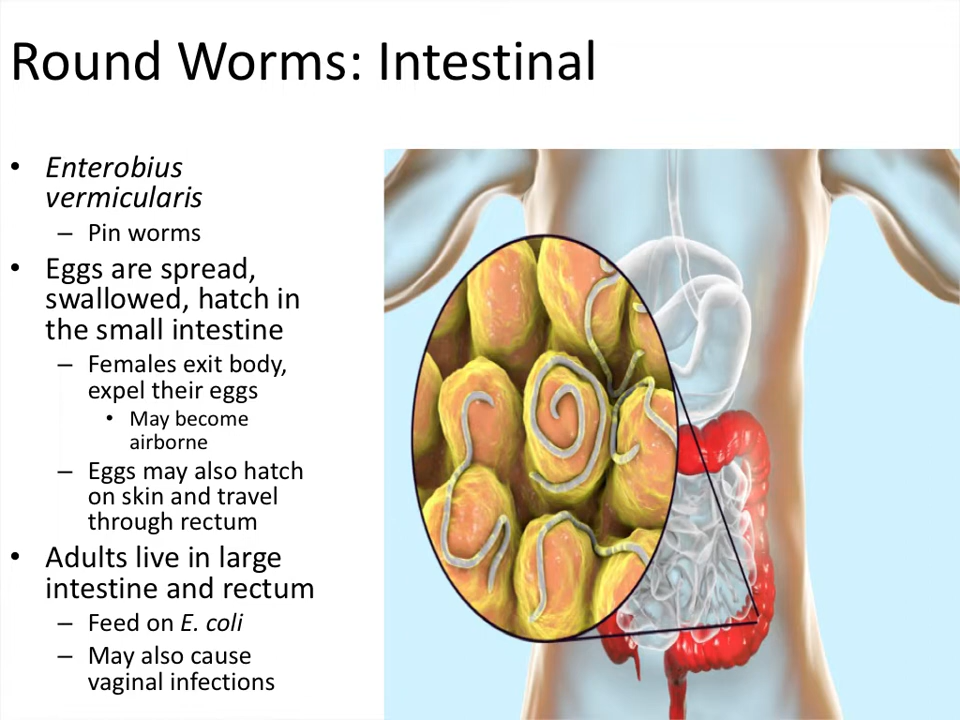 Round Worms: Intestinal
• Enterobius
vermicularis
– Pin worms
• Eggs are spread,
swallowed, hatch in
the small intestine
– Females exit body,
expel their eggs
• May become
airborne
– Eggs may also hatch
on skin and travel
through rectum
• Adults live in large
intestine and rectum
– Feed on E. coli
– May also cause
vaginal infections